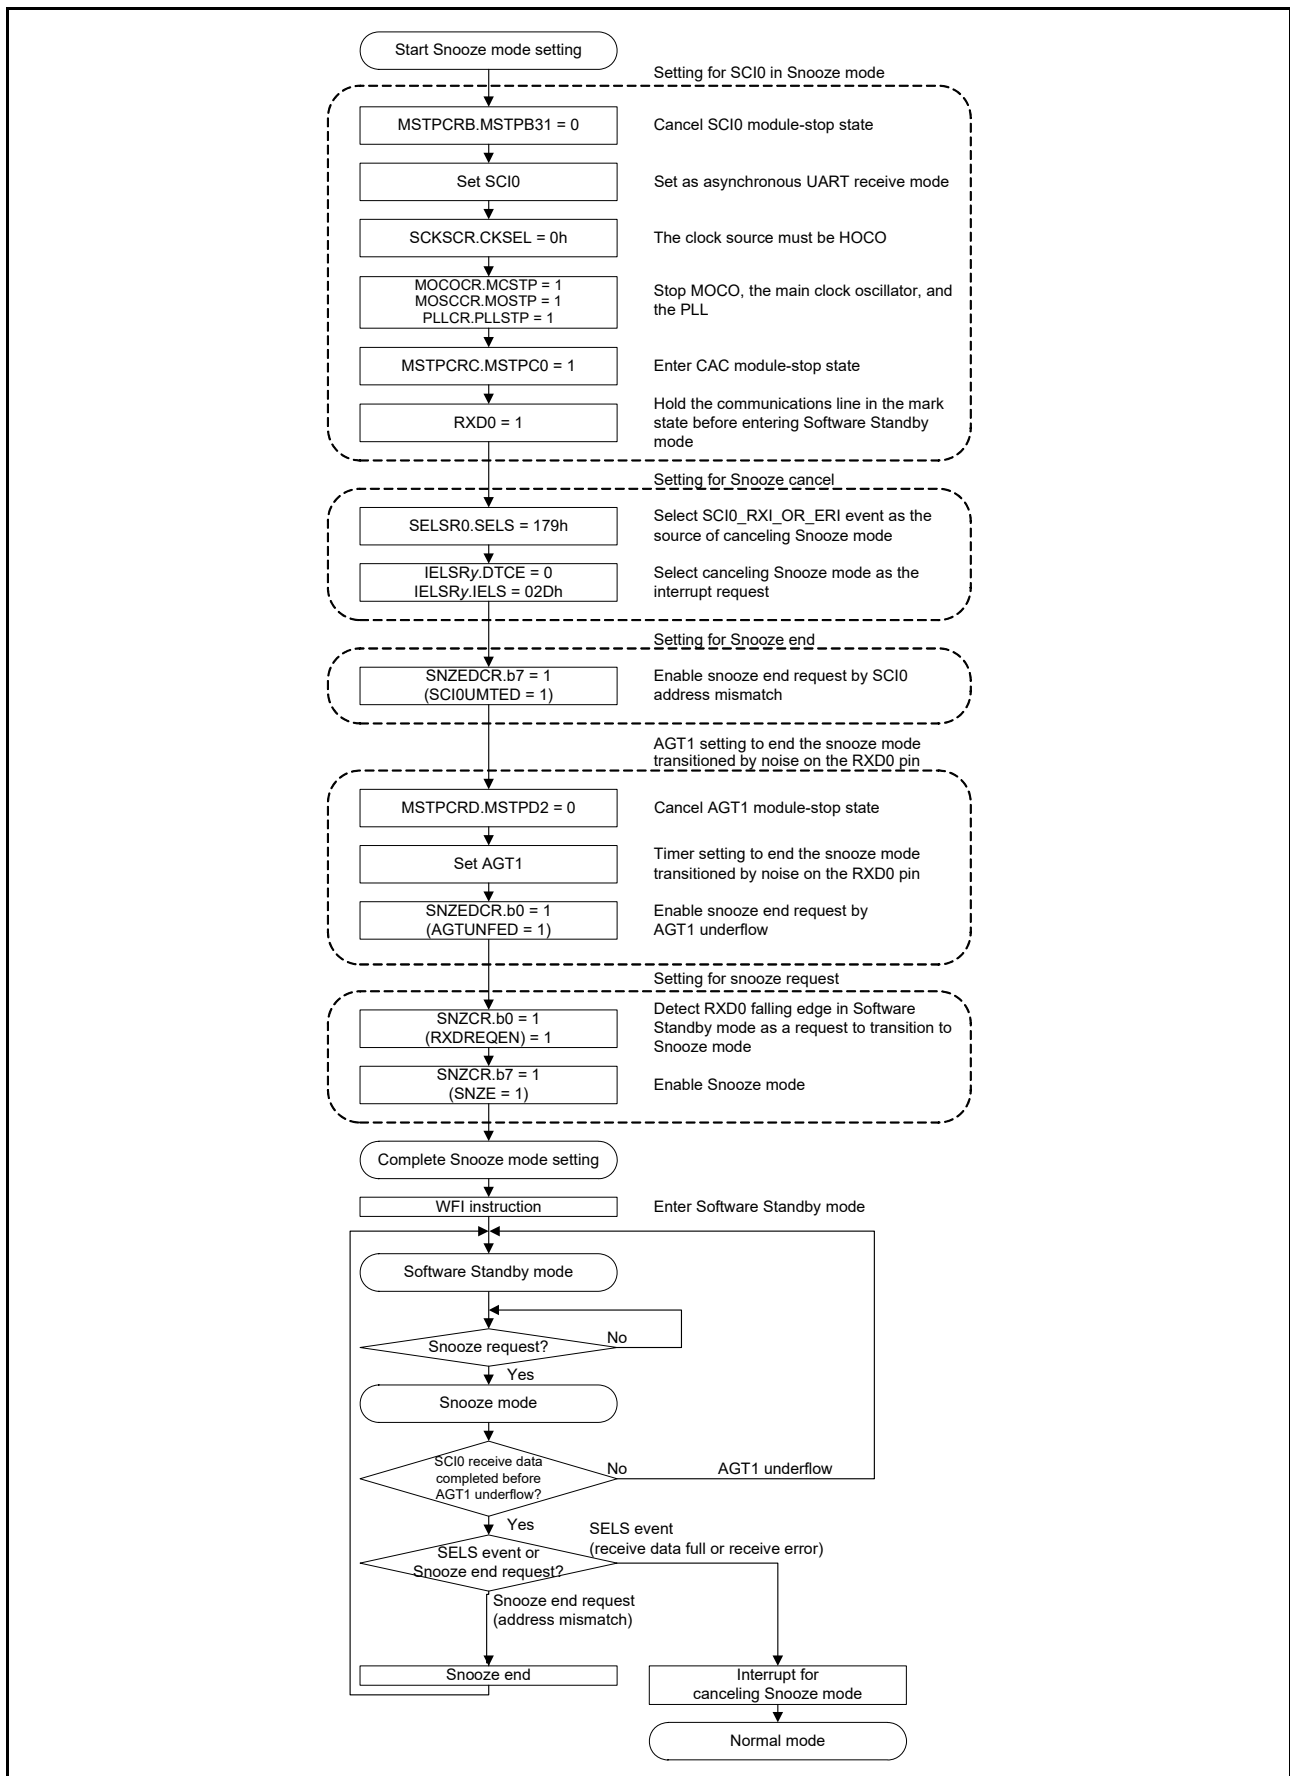 Start Snooze mode setting
Setting for SCI0 in Snooze mode
MSTPCRB.MSTPB31 = 0
Cancel SCI0 module-stop state
Set SCI0
Set as asynchronous UART receive mode
SCKSCR.CKSEL = 0h
The clock source must be HOCO
MOCOCR.MCSTP = 1
MOSCCR.MOSTP = 1
PLLCR.PLLSTP = 1
Stop MOCO, the main clock oscillator, and
the PLL
MSTPCRC.MSTPC0 = 1
Enter CAC module-stop state
RXD0 = 1
Hold the communications line in the mark
state before entering Software Standby
mode
Setting for Snooze cancel
SELSR0.SELS = 179h
Select SCI0_RXI_OR_ERI event as the
source of canceling Snooze mode
IELSRy.DTCE = 0
IELSRy.IELS = 02Dh
Select canceling Snooze mode as the
interrupt request
Setting for Snooze end
SNZEDCR.b7 = 1
(SCI0UMTED = 1)
Enable snooze end request by SCI0
address mismatch
AGT1 setting to end the snooze mode
transitioned by noise on the RXD0 pin
MSTPCRD.MSTPD2 = 0
Cancel AGT1 module-stop state
Set AGT1
Timer setting to end the snooze mode
transitioned by noise on the RXD0 pin
SNZEDCR.b0 = 1
(AGTUNFED = 1)
Enable snooze end request by
AGT1 underflow
Setting for snooze request
SNZCR.b0 = 1
(RXDREQEN) = 1
Detect RXD0 falling edge in Software
Standby mode as a request to transition to
Snooze mode
SNZCR.b7 = 1
(SNZE = 1)
Enable Snooze mode
Complete Snooze mode setting
WFI instruction
Enter Software Standby mode
Software Standby mode
Snooze request?
No
Yes
Snooze mode
SCI0 receive data
completed before
AGT1 underflow?
No
AGT1 underflow
Yes
SELS event
(receive data full or receive error)
SELS event or
Snooze end request?
Snooze end request
(address mismatch)
Snooze end
Interrupt for
canceling Snooze mode
Normal mode